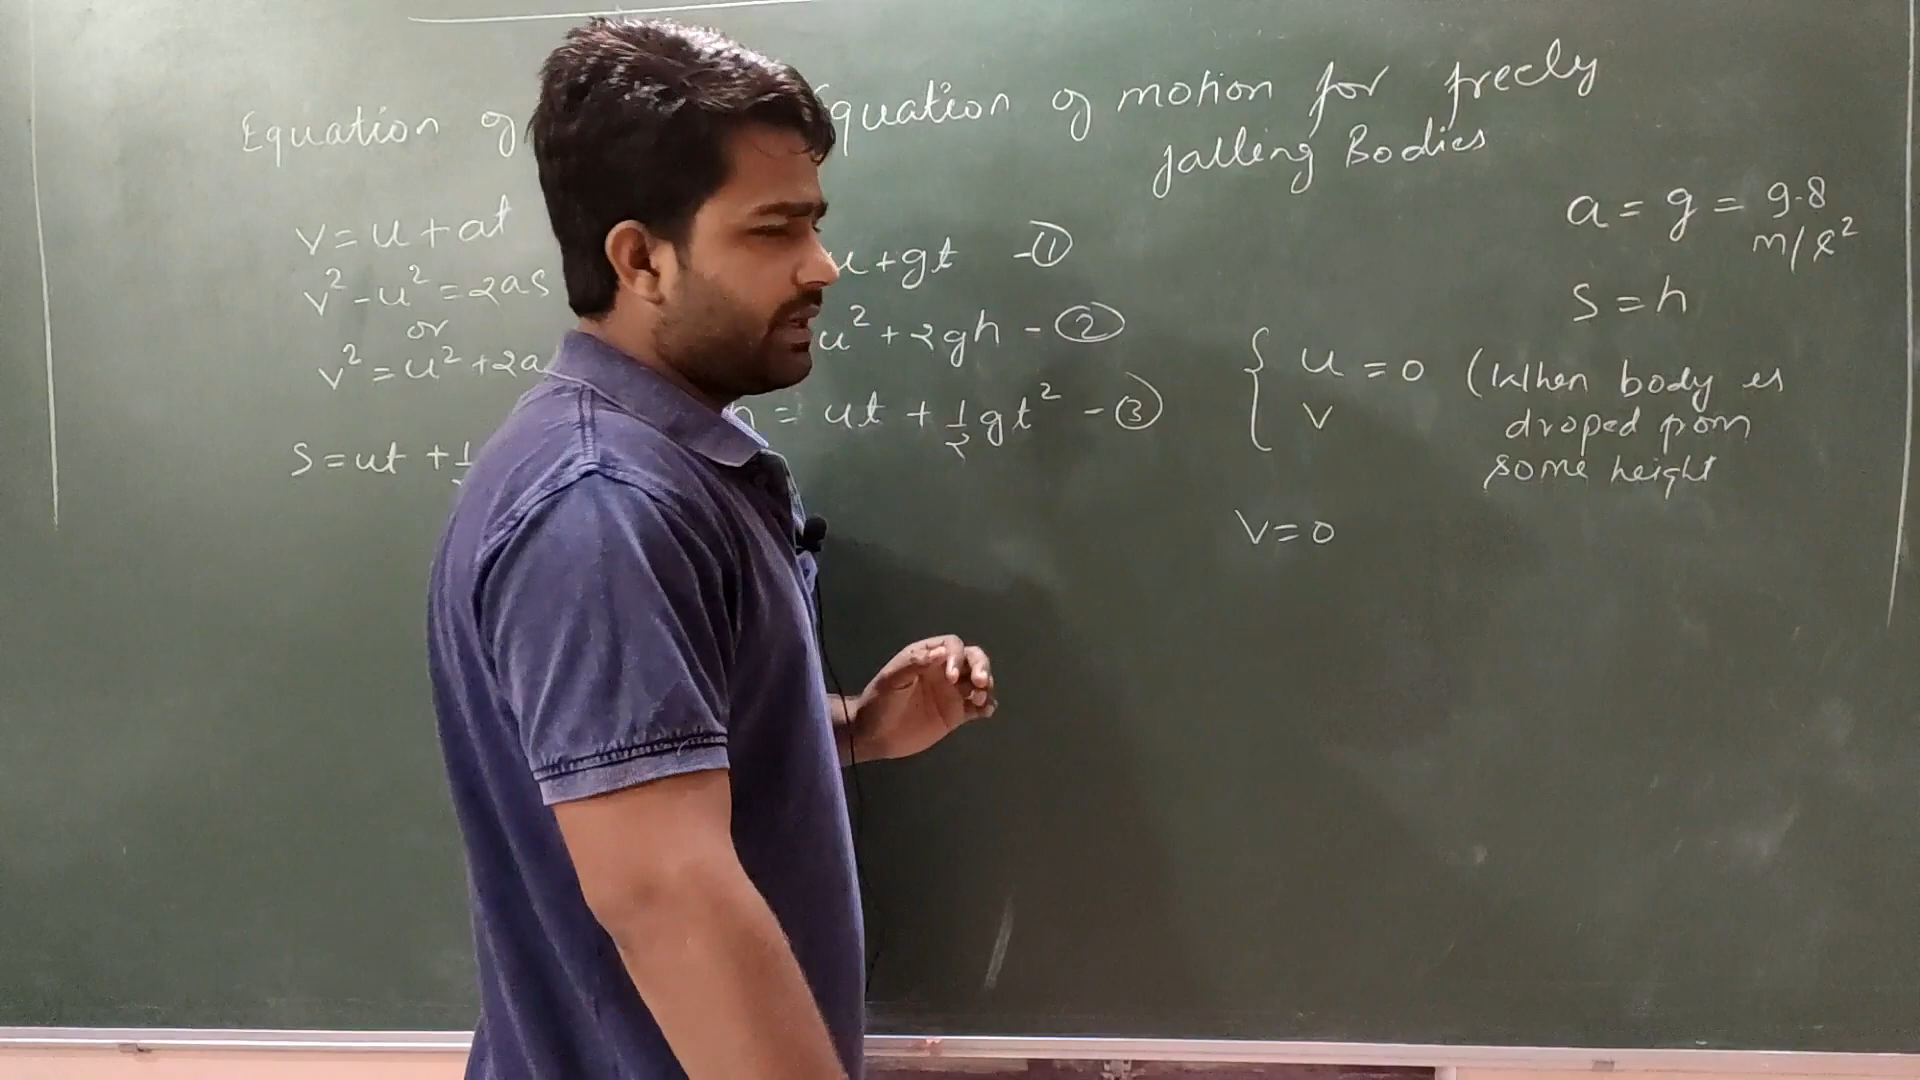 Equation of
v = u + at
v² - u² = 2as
or
v² = u² + 2a
s = ut + 1
Equation of motion for freely
falling Bodies
u + gt - ①
u² + 2gh - ②
h = ut + 1/2 gt² - ③
a = g = 9.8
m/s²
s = h
{ u = 0 (When body is
v droped from
some height
v = 0